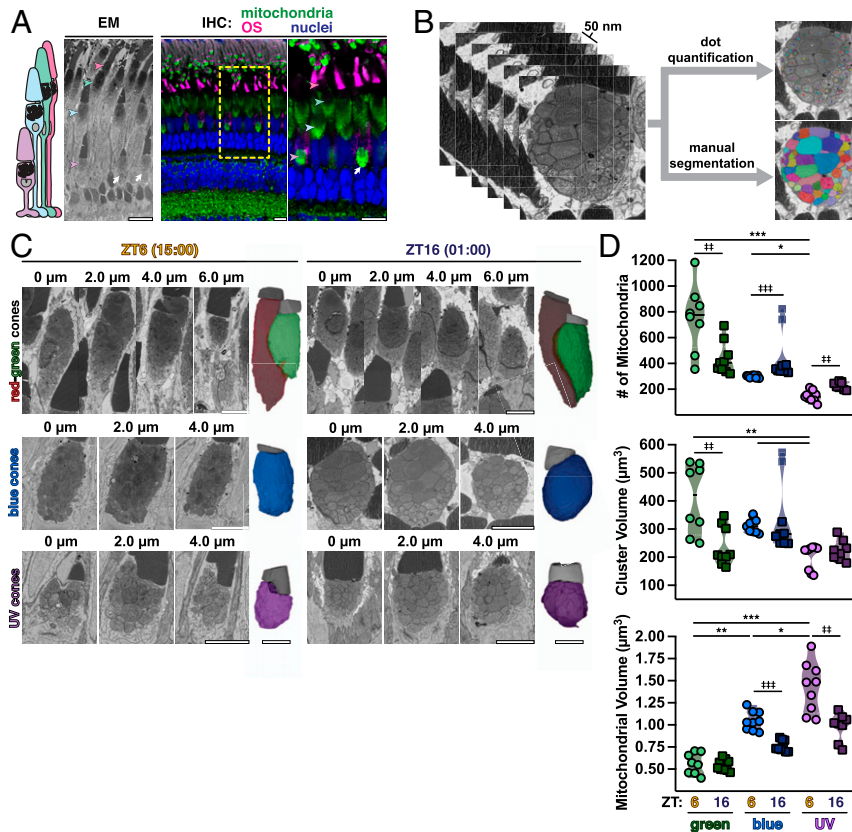 A
EM
IHC: mitochondria
OS nuclei
B
50 nm
dot
quantification
manual
segmentation
C
ZT6 (15:00)
ZT16 (01:00)
0 µm 2.0 µm 4.0 µm 6.0 µm
0 µm 2.0 µm 4.0 µm 6.0 µm
red-green cones
0 µm 2.0 µm 4.0 µm
0 µm 2.0 µm 4.0 µm
blue cones
0 µm 2.0 µm 4.0 µm
0 µm 2.0 µm 4.0 µm
UV cones
D
***
‡‡ *
‡‡‡
‡‡
# of Mitochondria
1200
1000
800
600
400
200
**
‡‡
Cluster Volume (µm³)
600
500
400
300
200
100
***
** * ‡‡
‡‡‡
Mitochondrial Volume (µm³)
2.00
1.75
1.50
1.25
1.00
0.75
0.50
ZT: 6 16 6 16 6 16
green blue UV